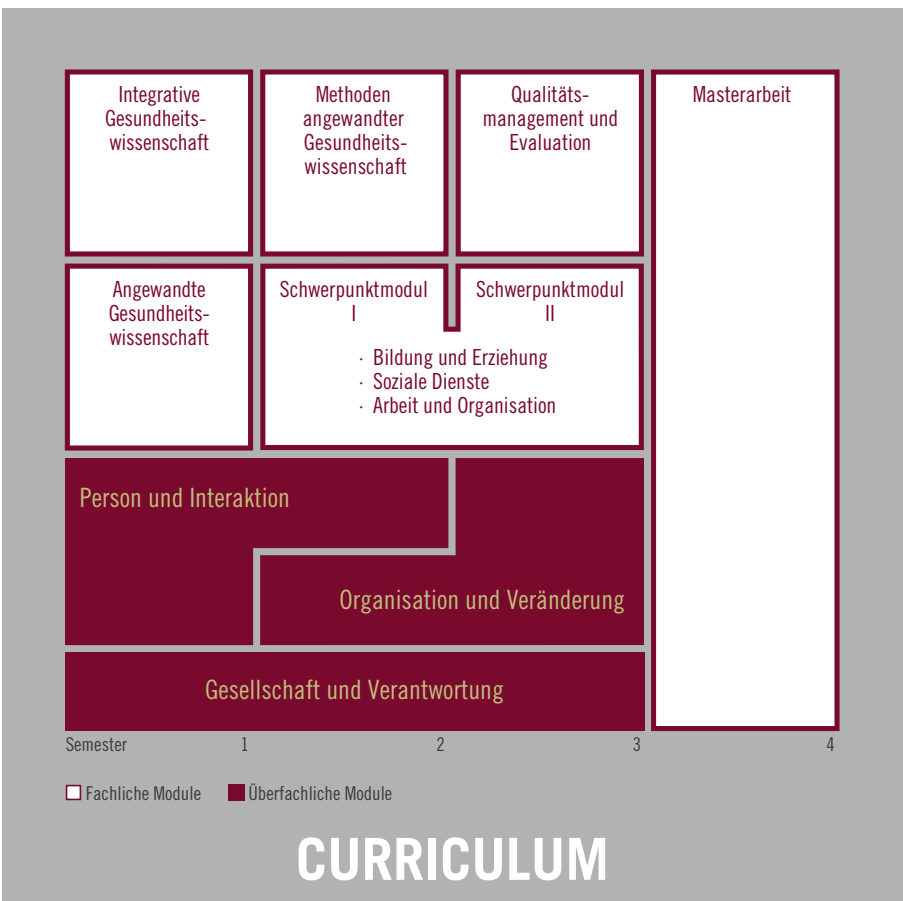 Integrative
Gesundheits-
wissenschaft
Methoden
angewandter
Gesundheits-
wissenschaft
Qualitäts-
management und
Evaluation
Masterarbeit
Angewandte
Gesundheits-
wissenschaft
Schwerpunktmodul
I
Schwerpunktmodul
II
· Bildung und Erziehung
· Soziale Dienste
· Arbeit und Organisation
Person und Interaktion
Organisation und Veränderung
Gesellschaft und Verantwortung
Semester 1 2 3 4
Fachliche Module Überfachliche Module
CURRICULUM